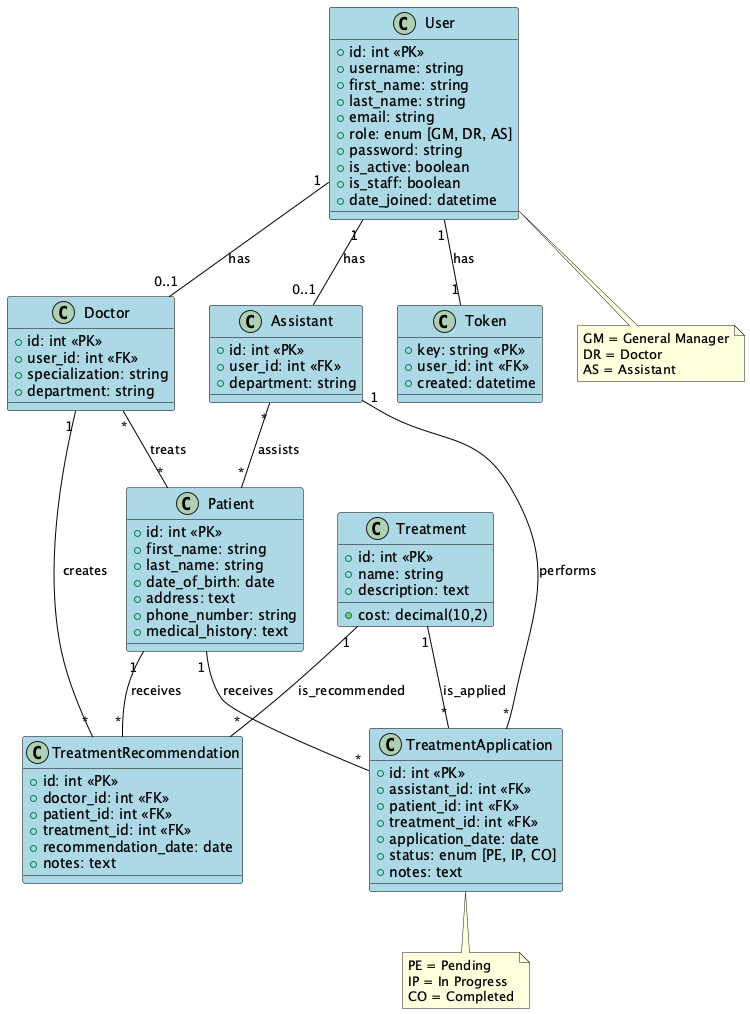 C User
id: int «PK»
username: string
first_name: string
last_name: string
email: string
role: enum [GM, DR, AS]
password: string
is_active: boolean
is_staff: boolean
date_joined: datetime
1
1
1
has
has
has
0..1
0..1
1
C Doctor
id: int «PK»
user_id: int «FK»
specialization: string
department: string
C Assistant
id: int «PK»
user_id: int «FK»
department: string
C Token
key: string «PK»
user_id: int «FK»
created: datetime
GM = General Manager
DR = Doctor
AS = Assistant
1
*
*
1
treats
assists
*
*
creates
performs
C Patient
id: int «PK»
first_name: string
last_name: string
date_of_birth: date
address: text
phone_number: string
medical_history: text
C Treatment
id: int «PK»
name: string
description: text
cost: decimal(10,2)
1
1
1
1
receives
receives
is_recommended
is_applied
*
*
*
*
*
*
C TreatmentRecommendation
id: int «PK»
doctor_id: int «FK»
patient_id: int «FK»
treatment_id: int «FK»
recommendation_date: date
notes: text
C TreatmentApplication
id: int «PK»
assistant_id: int «FK»
patient_id: int «FK»
treatment_id: int «FK»
application_date: date
status: enum [PE, IP, CO]
notes: text
PE = Pending
IP = In Progress
CO = Completed